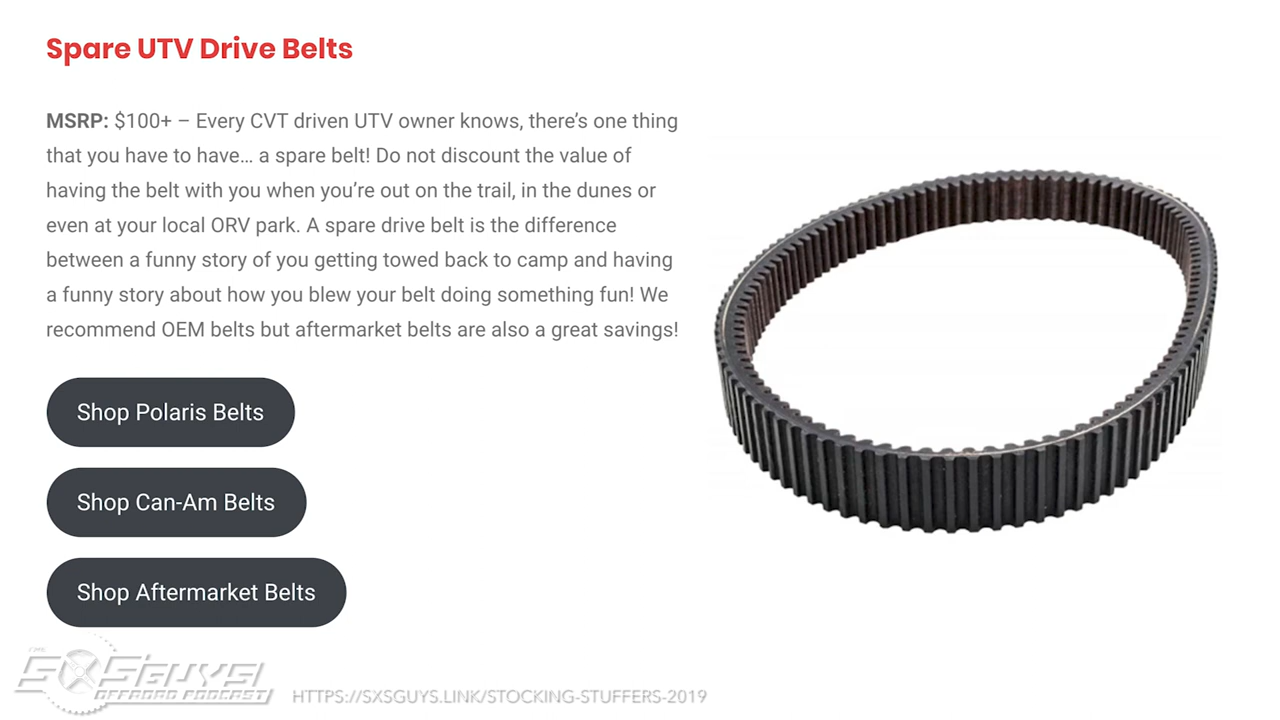 Spare UTV Drive Belts
MSRP: $100+ – Every CVT driven UTV owner knows, there’s one thing
that you have to have… a spare belt! Do not discount the value of
having the belt with you when you’re out on the trail, in the dunes or
even at your local ORV park. A spare drive belt is the difference
between a funny story of you getting towed back to camp and having
a funny story about how you blew your belt doing something fun! We
recommend OEM belts but aftermarket belts are also a great savings!
Shop Polaris Belts
Shop Can-Am Belts
Shop Aftermarket Belts
THE
SXSGUYS
OFFROAD PODCAST
HTTPS://SXSGUYS.LINK/STOCKING-STUFFERS-2019